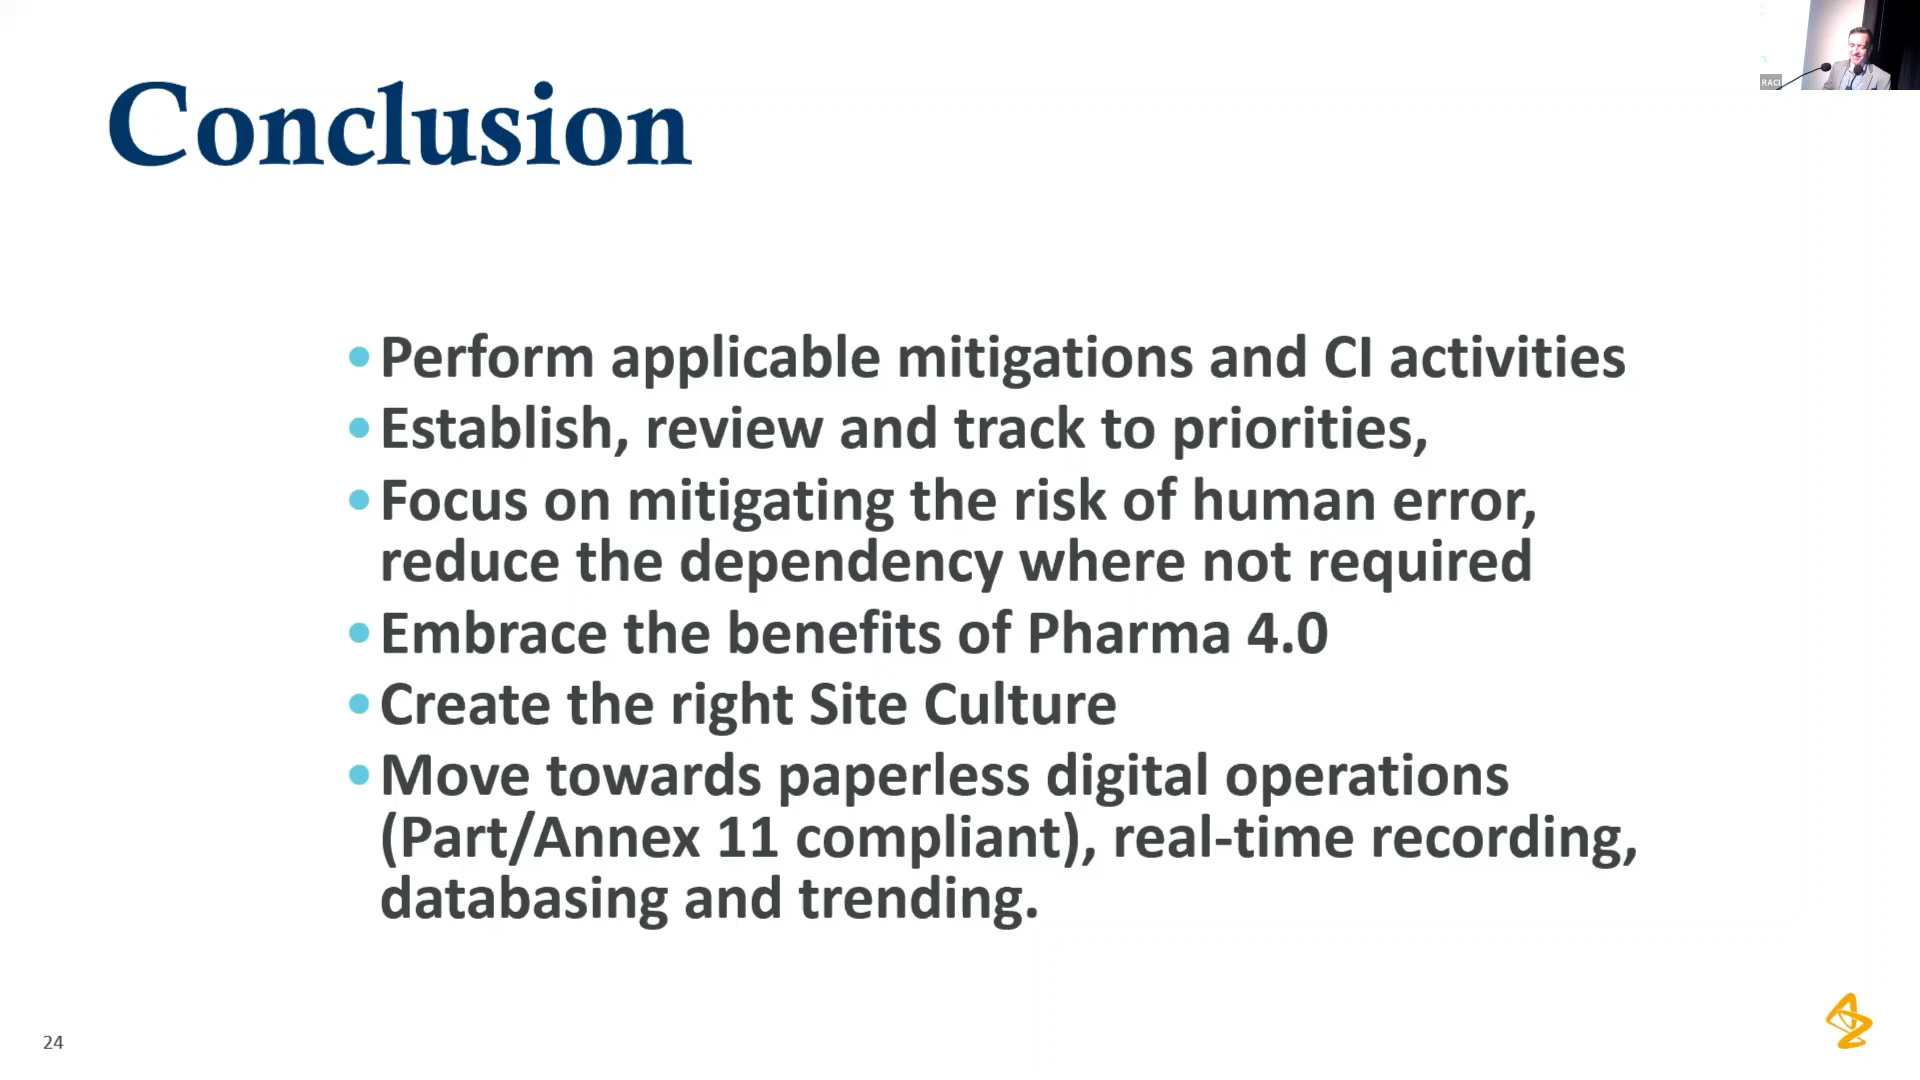 Conclusion
RACI
• Perform applicable mitigations and CI activities
• Establish, review and track to priorities,
• Focus on mitigating the risk of human error,
reduce the dependency where not required
• Embrace the benefits of Pharma 4.0
• Create the right Site Culture
• Move towards paperless digital operations
(Part/Annex 11 compliant), real-time recording,
databasing and trending.
24